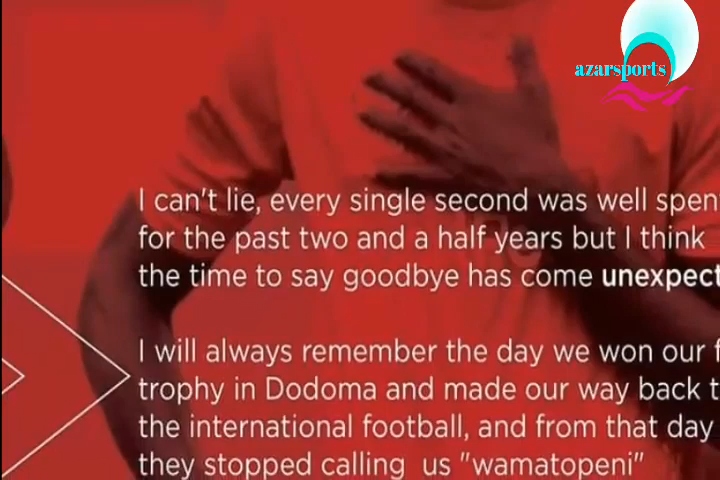 azarsports
I can't lie, every single second was well spen
for the past two and a half years but I think
the time to say goodbye has come unexpect
I will always remember the day we won our f
trophy in Dodoma and made our way back t
the international football, and from that day
they stopped calling us "wamatopeni"